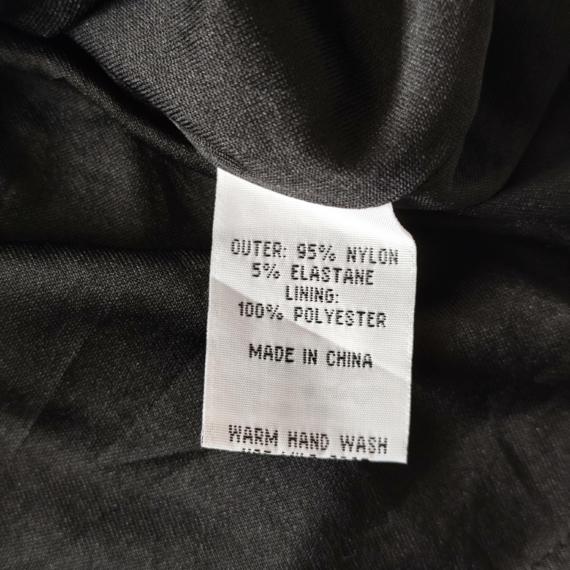 OUTER: 95% NYLON
5% ELASTANE
LINING:
100% POLYESTER
MADE IN CHINA
WARM HAND WASH